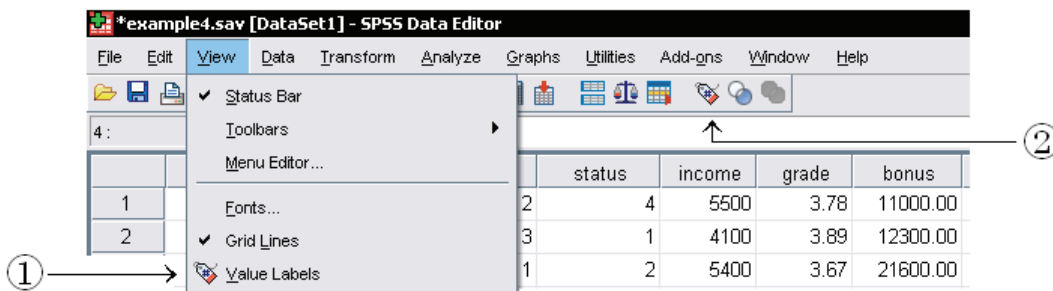 *example4.sav [DataSet1] - SPSS Data Editor
File Edit View Data Transform Analyze Graphs Utilities Add-ons Window Help
Status Bar
Toolbars
Menu Editor...
Fonts...
Grid Lines
Value Labels
4 :
② 
status income grade bonus
1 2 4 5500 3.78 11000.00
2 3 1 4100 3.89 12300.00
① 1 2 5400 3.67 21600.00